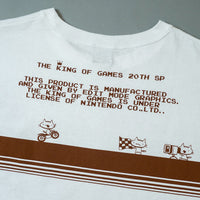 THE KING OF GAMES 20TH SP
THIS PRODUCT IS MANUFACTURED
AND GIVEN BY EDIT MODE GRAPHICS.
THE KING OF GAMES IS UNDER
LICENSE OF NINTENDO CO.,LTD..